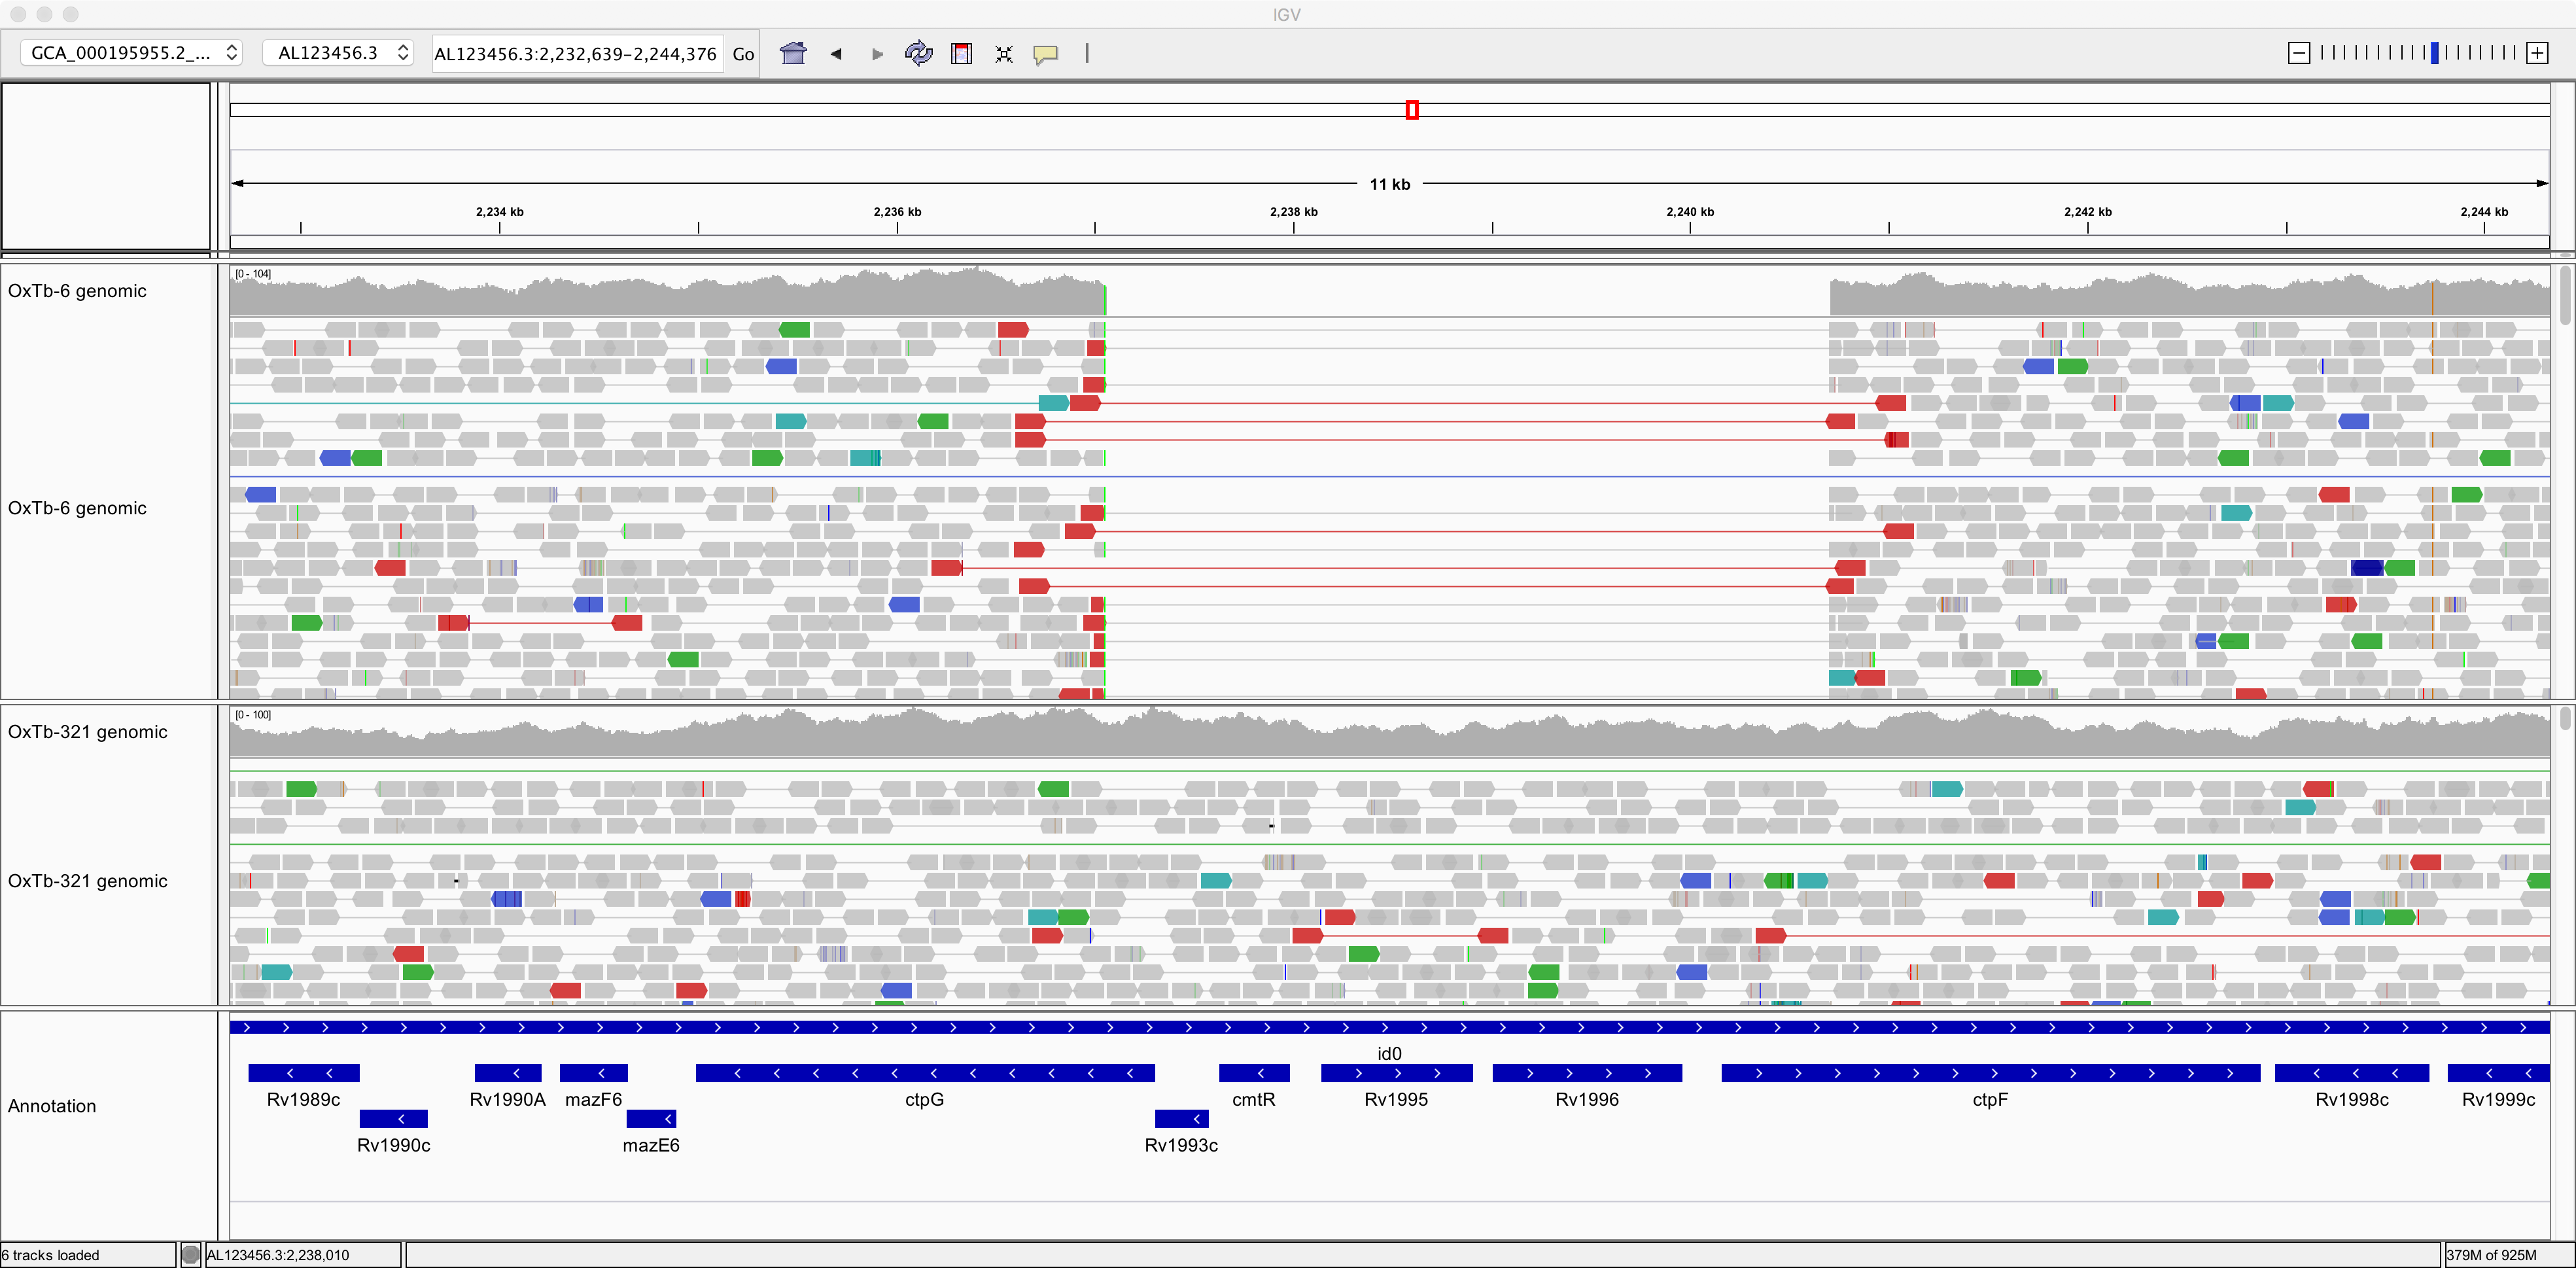 IGV
GCA_000195955.2_... AL123456.3 AL123456.3:2,232,639-2,244,376 Go
11 kb
2,234 kb 2,236 kb 2,238 kb 2,240 kb 2,242 kb 2,244 kb
[0 - 104]
OxTb-6 genomic
OxTb-6 genomic
[0 - 100]
OxTb-321 genomic
OxTb-321 genomic
id0
Rv1989c Rv1990A mazF6 ctpG cmtR Rv1995 Rv1996 ctpF Rv1998c Rv1999c
Annotation
Rv1990c mazE6 Rv1993c
6 tracks loaded AL123456.3:2,238,010 379M of 925M